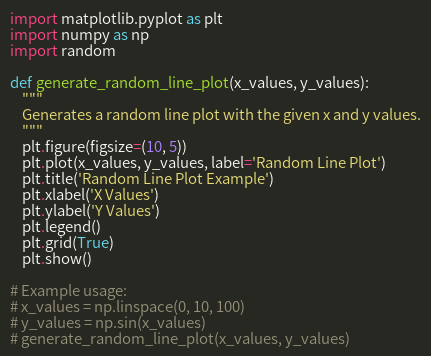 import matplotlib.pyplot as plt
import numpy as np
import random

def generate_random_line_plot(x_values, y_values):
    """
    Generates a random line plot with the given x and y values.
    """
    plt.figure(figsize=(10, 5))
    plt.plot(x_values, y_values, label='Random Line Plot')
    plt.title('Random Line Plot Example')
    plt.xlabel('X Values')
    plt.ylabel('Y Values')
    plt.legend()
    plt.grid(True)
    plt.show()

# Example usage:
# x_values = np.linspace(0, 10, 100)
# y_values = np.sin(x_values)
# generate_random_line_plot(x_values, y_values)